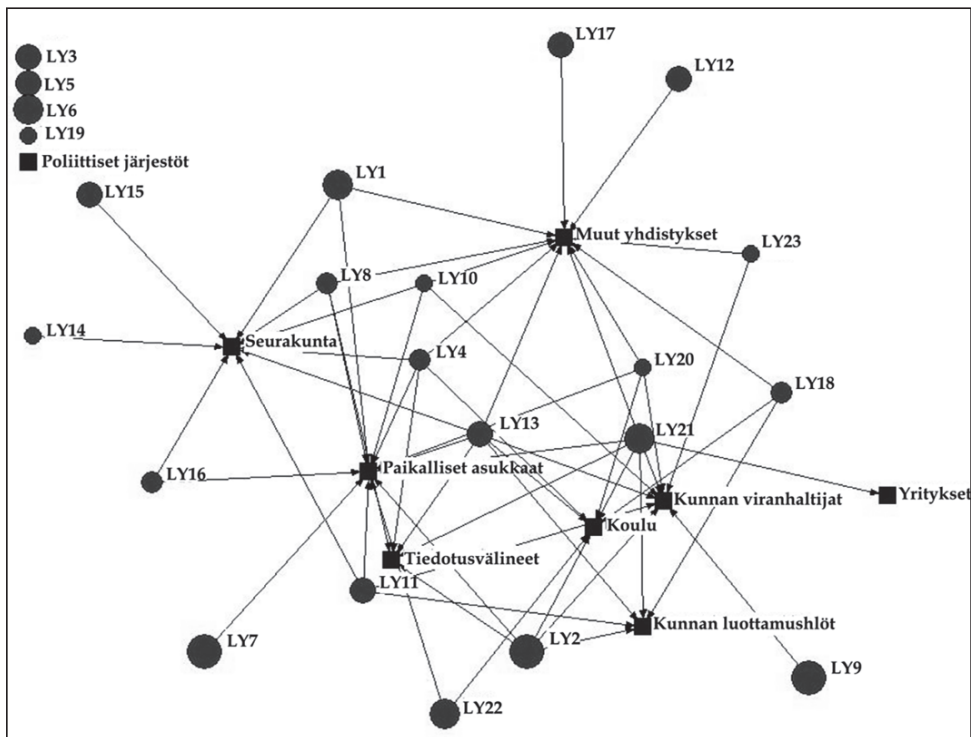 LY17
LY3
LY12
LY5
LY6
LY19
Poliittiset järjestöt
LY1
LY15
Muut yhdistykset
LY23
LY8
LY10
LY14
Seurakunta
LY4
LY20
LY18
LY13
LY21
Paikalliset asukkaat
LY16
Kunnan viranhaltijat
Yritykset
Koulu
Tiedotusvälineet
LY11
Kunnan luottamushlöt
LY7
LY2
LY9
LY22